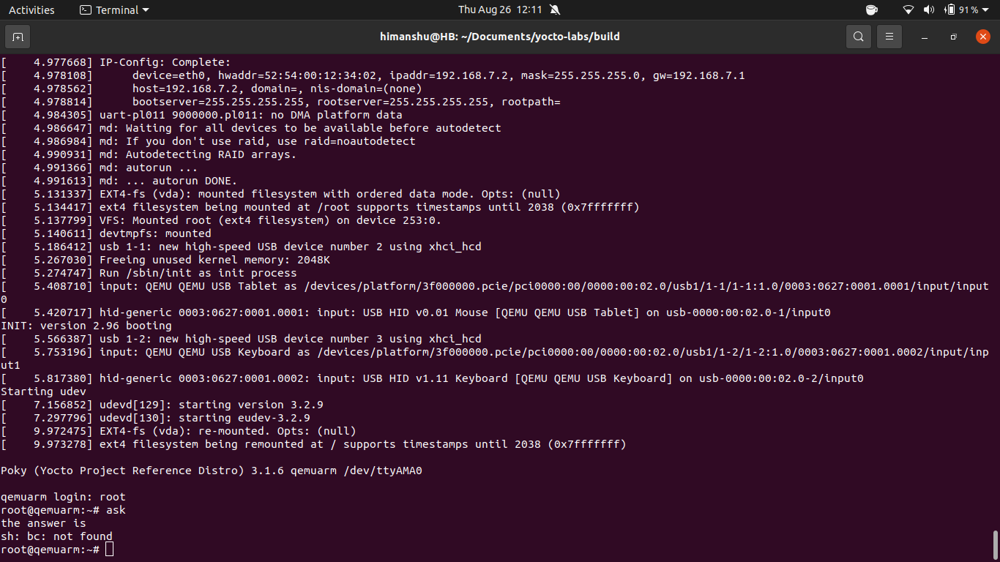 Activities Terminal Thu Aug 26 12:11 91%
himanshu@HB: ~/Documents/yocto-labs/build
[    4.977668] IP-Config: Complete:
[    4.978108]      device=eth0, hwaddr=52:54:00:12:34:02, ipaddr=192.168.7.2, mask=255.255.255.0, gw=192.168.7.1
[    4.978562]      host=192.168.7.2, domain=, nis-domain=(none)
[    4.978814]      bootserver=255.255.255.255, rootserver=255.255.255.255, rootpath=
[    4.984305] uart-pl011 9000000.pl011: no DMA platform data
[    4.986647] md: Waiting for all devices to be available before autodetect
[    4.986984] md: If you don't use raid, use raid=noautodetect
[    4.990931] md: Autodetecting RAID arrays.
[    4.991366] md: autorun ...
[    4.991613] md: ... autorun DONE.
[    5.131337] EXT4-fs (vda): mounted filesystem with ordered data mode. Opts: (null)
[    5.134417] ext4 filesystem being mounted at /root supports timestamps until 2038 (0x7fffffff)
[    5.137799] VFS: Mounted root (ext4 filesystem) on device 253:0.
[    5.140611] devtmpfs: mounted
[    5.186412] usb 1-1: new high-speed USB device number 2 using xhci_hcd
[    5.267030] Freeing unused kernel memory: 2048K
[    5.274747] Run /sbin/init as init process
[    5.408710] input: QEMU QEMU USB Tablet as /devices/platform/3f000000.pcie/pci0000:00/0000:00:02.0/usb1/1-1/1-1:1.0/0003:0627:0001.0001/input/input
0
[    5.420717] hid-generic 0003:0627:0001.0001: input: USB HID v0.01 Mouse [QEMU QEMU USB Tablet] on usb-0000:00:02.0-1/input0
INIT: version 2.96 booting
[    5.566387] usb 1-2: new high-speed USB device number 3 using xhci_hcd
[    5.753196] input: QEMU QEMU USB Keyboard as /devices/platform/3f000000.pcie/pci0000:00/0000:00:02.0/usb1/1-2/1-2:1.0/0003:0627:0001.0002/input/inp
ut1
[    5.817380] hid-generic 0003:0627:0001.0002: input: USB HID v1.11 Keyboard [QEMU QEMU USB Keyboard] on usb-0000:00:02.0-2/input0
Starting udev
[    7.156852] udevd[129]: starting version 3.2.9
[    7.297796] udevd[130]: starting eudev-3.2.9
[    9.972475] EXT4-fs (vda): re-mounted. Opts: (null)
[    9.973278] ext4 filesystem being remounted at / supports timestamps until 2038 (0x7fffffff)
Poky (Yocto Project Reference Distro) 3.1.6 qemuarm /dev/ttyAMA0
qemuarm login: root
root@qemuarm:~# ask
the answer is
sh: bc: not found
root@qemuarm:~#